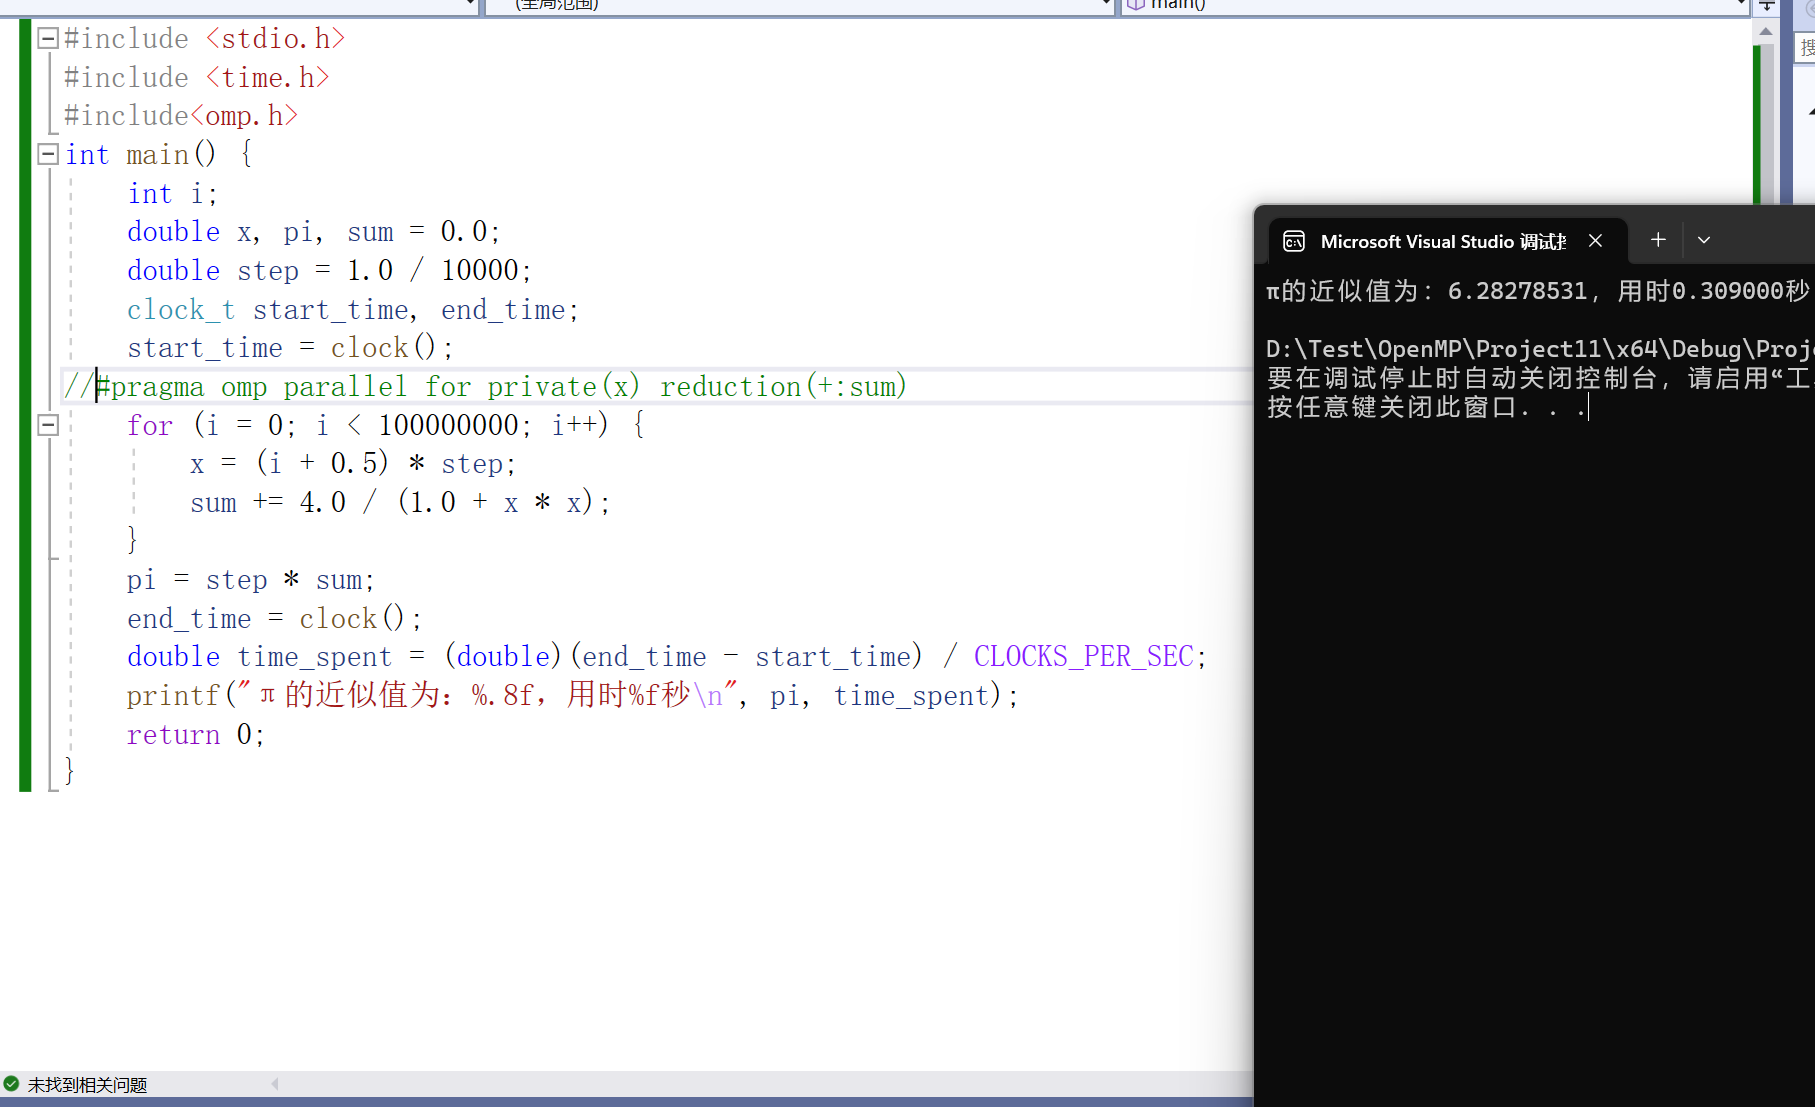 (全局范围)
main()
#include <stdio.h>
#include <time.h>
#include<omp.h>
int main() {
int i;
double x, pi, sum = 0.0;
double step = 1.0 / 10000;
clock_t start_time, end_time;
start_time = clock();
//#pragma omp parallel for private(x) reduction(+:sum)
for (i = 0; i < 100000000; i++) {
x = (i + 0.5) * step;
sum += 4.0 / (1.0 + x * x);
}
pi = step * sum;
end_time = clock();
double time_spent = (double)(end_time - start_time) / CLOCKS_PER_SEC;
printf("π的近似值为：%.8f，用时%f秒\n", pi, time_spent);
return 0;
}
未找到相关问题
搜
Microsoft Visual Studio 调试
π的近似值为：6.28278531，用时0.309000秒
D:\Test\OpenMP\Project11\x64\Debug\Proj
要在调试停止时自动关闭控制台，请启用“工
按任意键关闭此窗口. . .